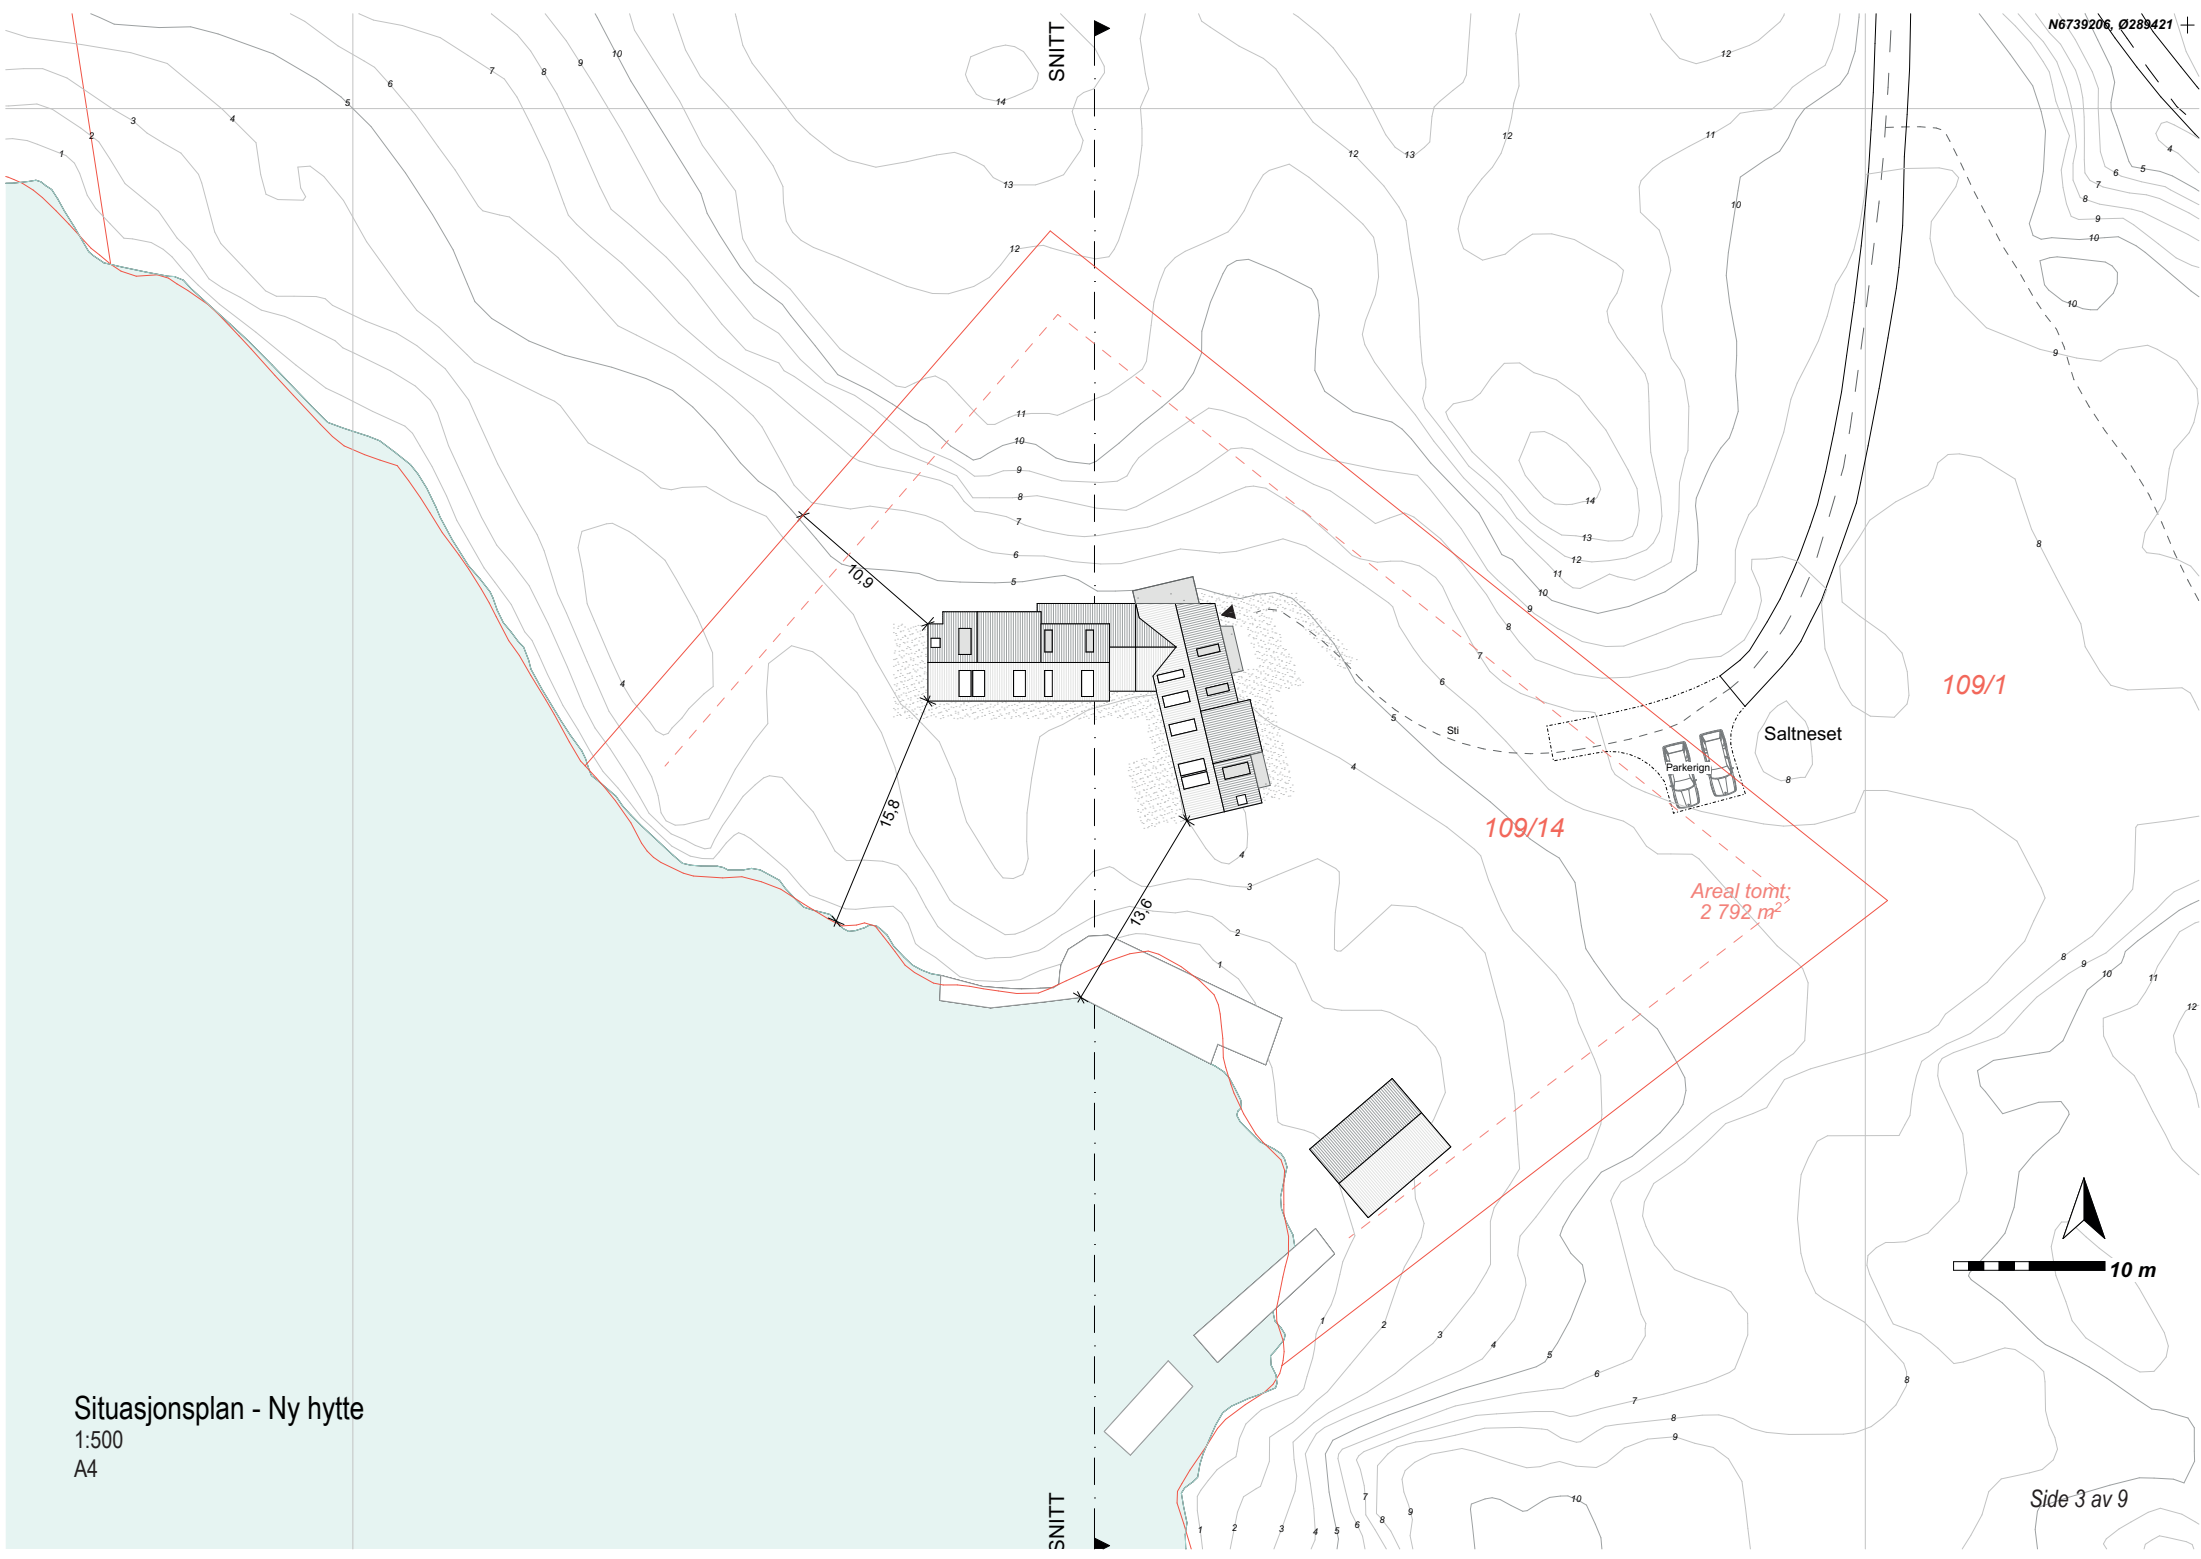 N6739206, Ø289421
SNITT
10,9
15,8
13,6
Sti
Parkerign
Saltneset
109/1
109/14
Areal tomt;
2 792 m²
10 m
Situasjonsplan - Ny hytte
1:500
A4
SNITT
Side 3 av 9